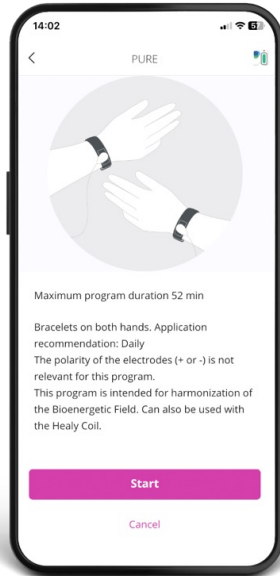 14:02
PURE
Maximum program duration 52 min
Bracelets on both hands. Application
recommendation: Daily
The polarity of the electrodes (+ or -) is not
relevant for this program.
This program is intended for harmonization of
the Bioenergetic Field. Can also be used with
the Healy Coil.
Start
Cancel